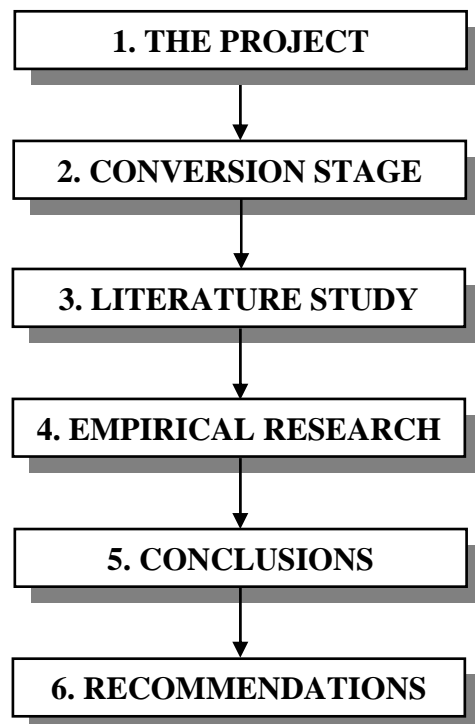 1. THE PROJECT
2. CONVERSION STAGE
3. LITERATURE STUDY
4. EMPIRICAL RESEARCH
5. CONCLUSIONS
6. RECOMMENDATIONS